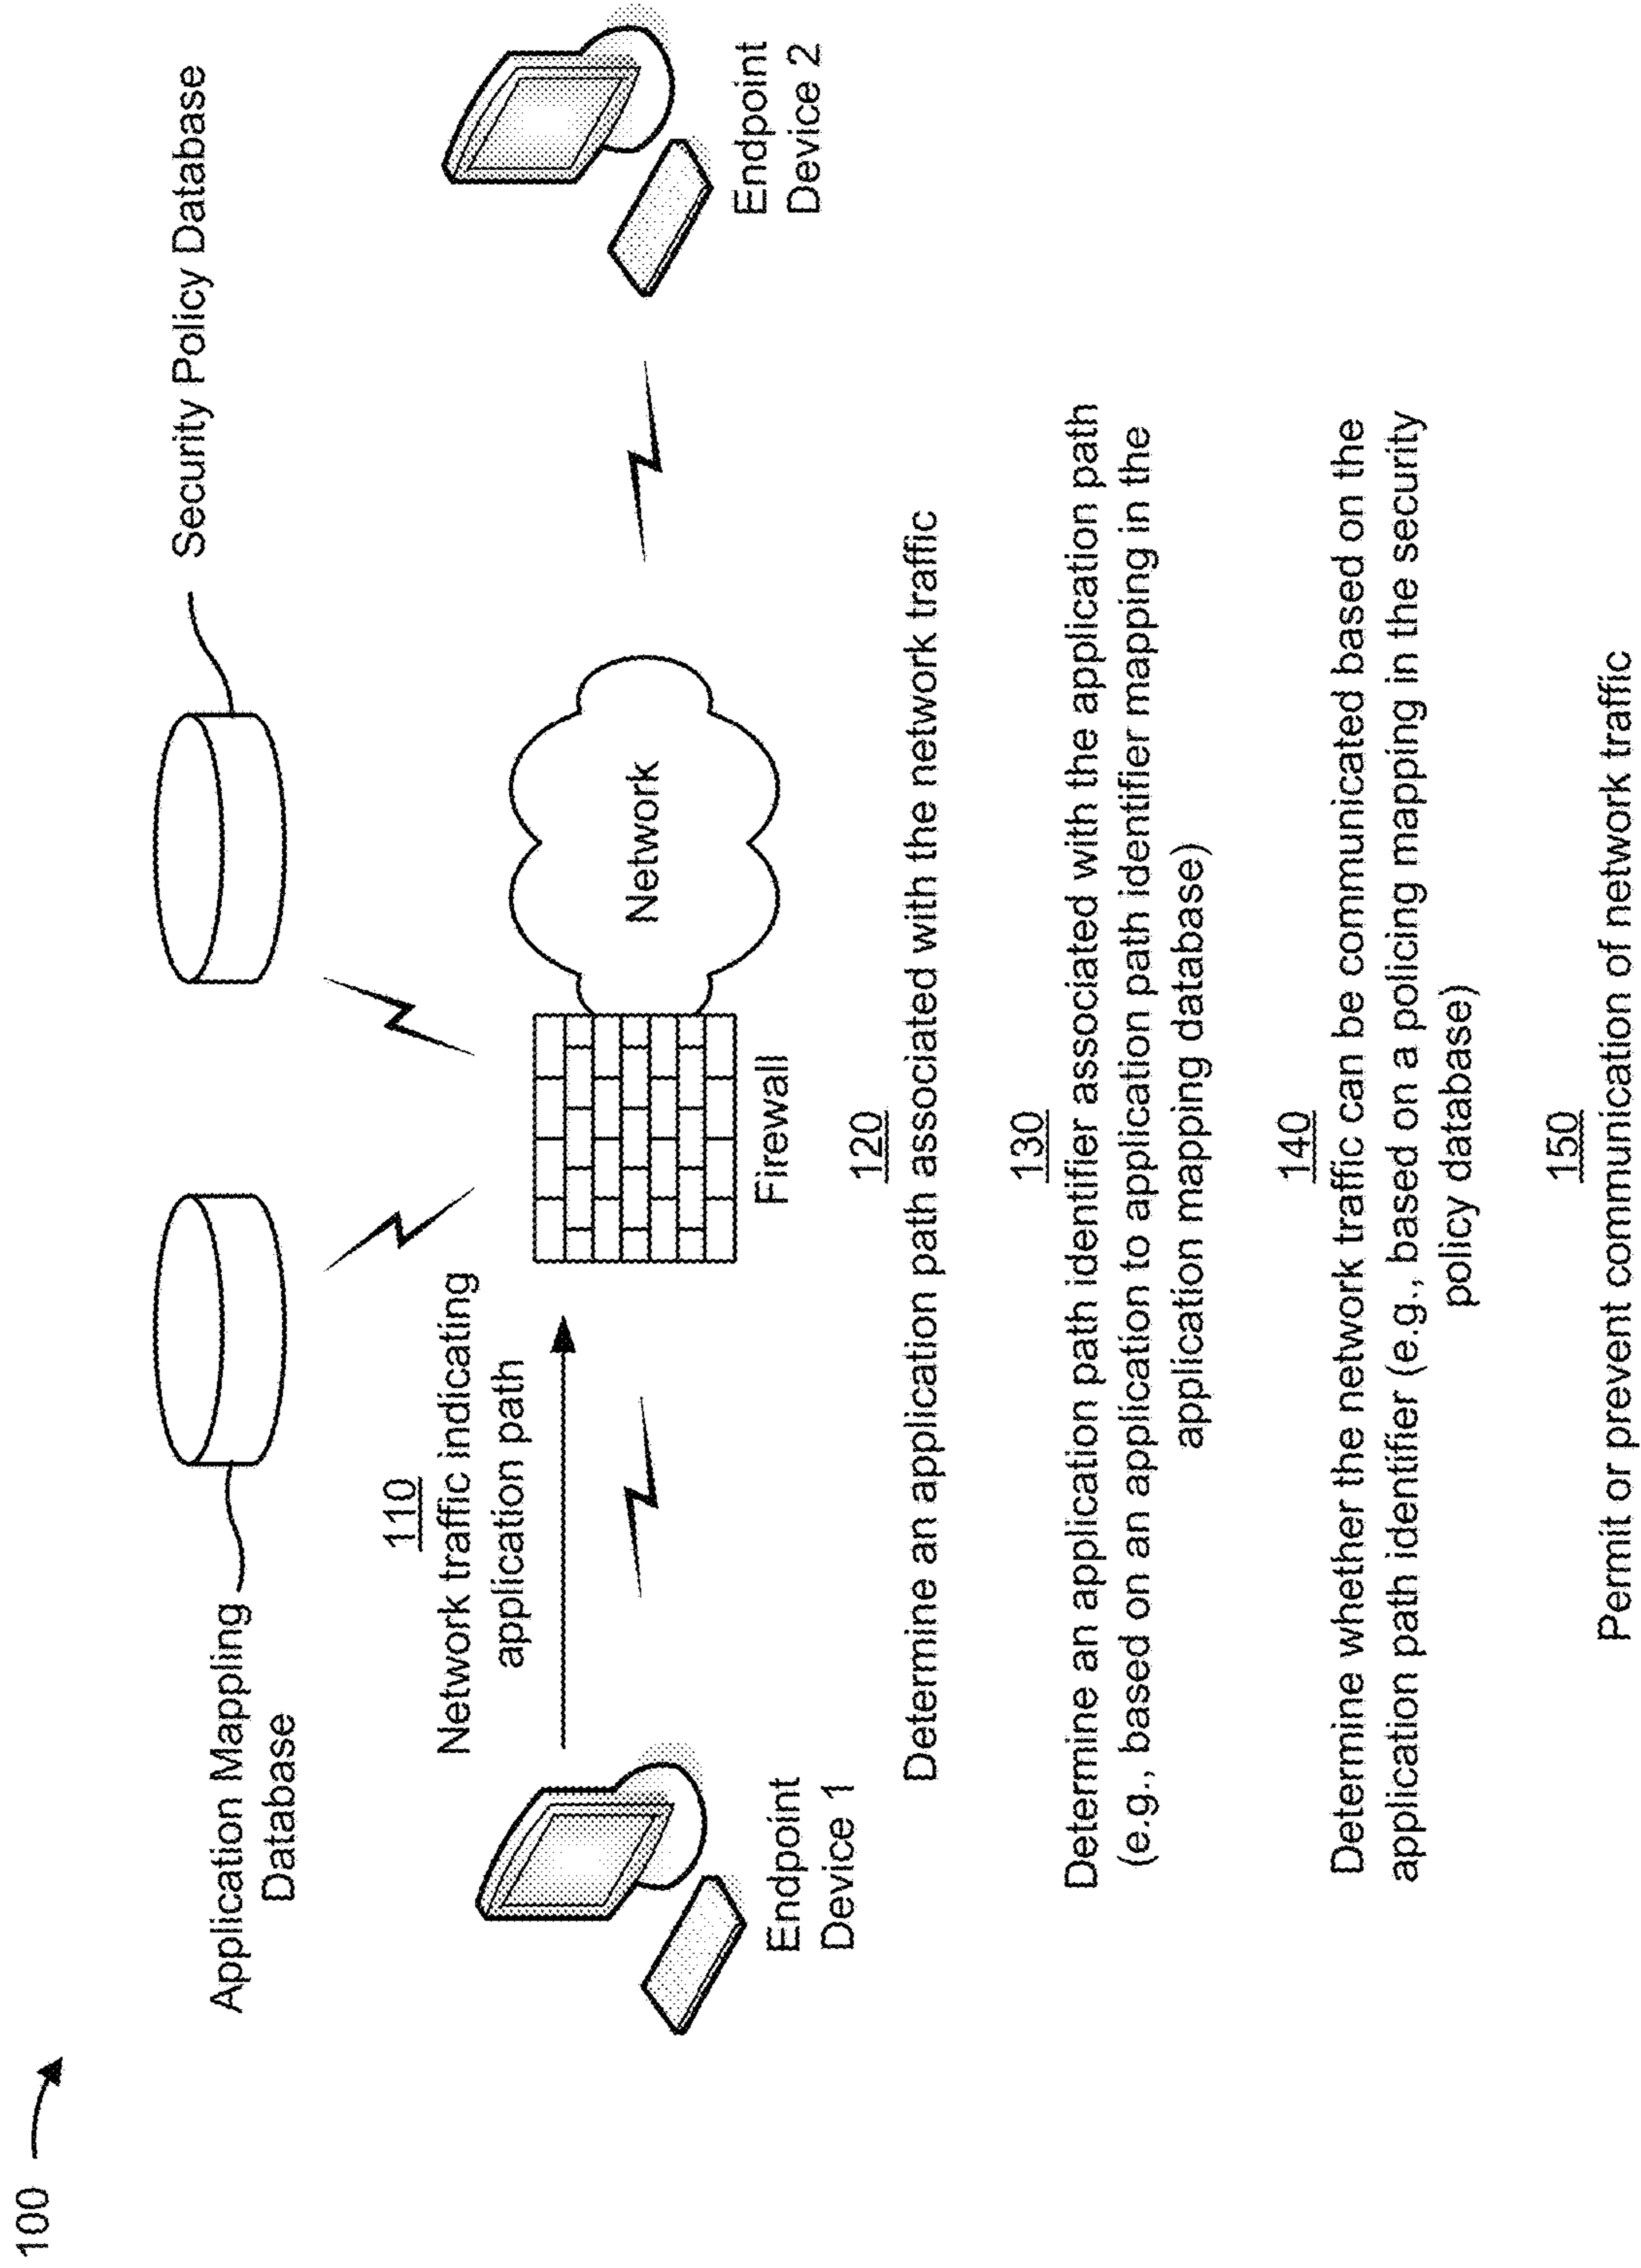 100
Application Mapping
Database
Security Policy Database
110
Network traffic indicating
application path
Endpoint
Device 1
Firewall
Network
Endpoint
Device 2
120
Determine an application path associated with the network traffic
130
Determine an application path identifier associated with the application path
(e.g., based on an application to application path identifier mapping in the
application mapping database)
140
Determine whether the network traffic can be communicated based on the
application path identifier (e.g., based on a policing mapping in the security
policy database)
150
Permit or prevent communication of network traffic